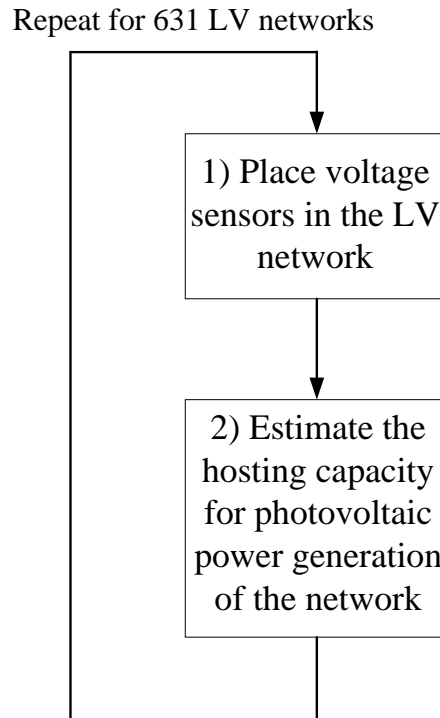 Repeat for 631 LV networks
1) Place voltage
sensors in the LV
network
2) Estimate the
hosting capacity
for photovoltaic
power generation
of the network